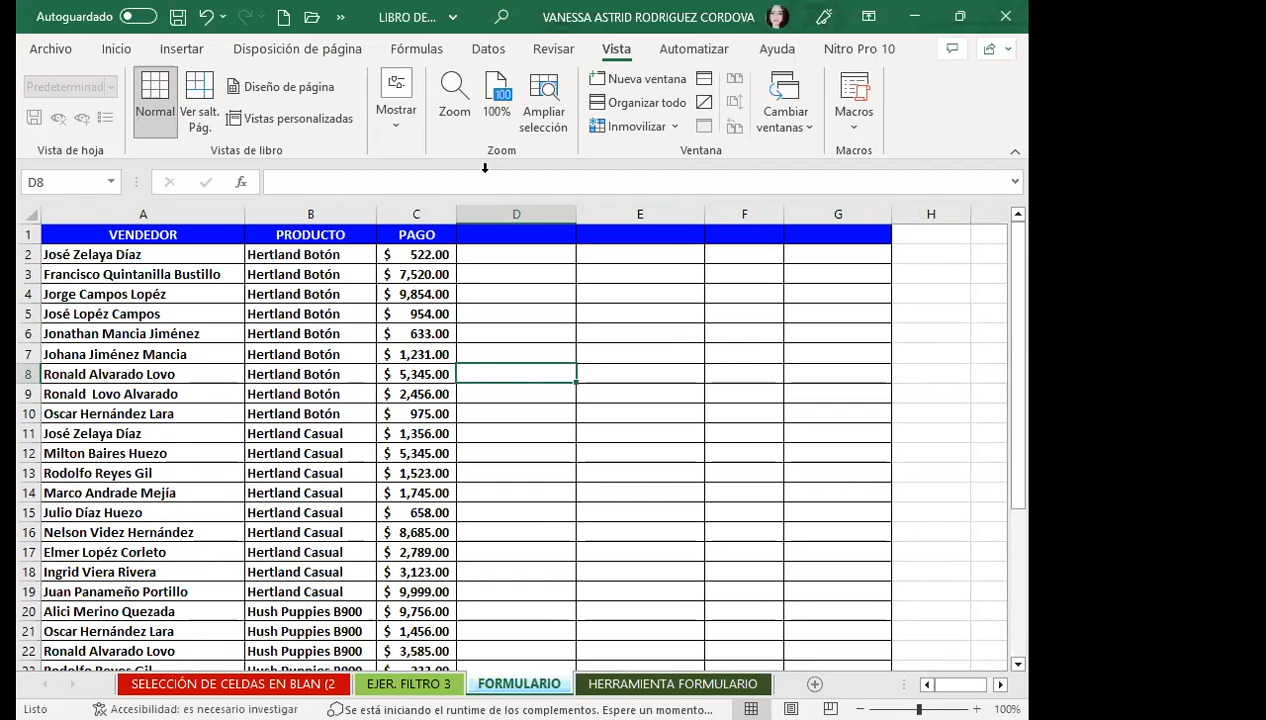 Autoguardado LIBRO DE... VANESSA ASTRID RODRIGUEZ CORDOVA
Archivo Inicio Insertar Disposición de página Fórmulas Datos Revisar Vista Automatizar Ayuda Nitro Pro 10
Predeterminad
Normal
Ver salt. Pág.
Diseño de página
Vistas personalizadas
Mostrar
Zoom
100
100%
Ampliar selección
Nueva ventana
Organizar todo
Inmovilizar
Cambiar ventanas
Macros
Vista de hoja Vistas de libro Zoom Ventana Macros
D8 fx
A B C D E F G H
1 VENDEDOR PRODUCTO PAGO
2 José Zelaya Díaz Hertland Botón $ 522.00
3 Francisco Quintanilla Bustillo Hertland Botón $ 7,520.00
4 Jorge Campos Lopéz Hertland Botón $ 9,854.00
5 José Lopéz Campos Hertland Botón $ 954.00
6 Jonathan Mancia Jiménez Hertland Botón $ 633.00
7 Johana Jiménez Mancia Hertland Botón $ 1,231.00
8 Ronald Alvarado Lovo Hertland Botón $ 5,345.00
9 Ronald Lovo Alvarado Hertland Botón $ 2,456.00
10 Oscar Hernández Lara Hertland Botón $ 975.00
11 José Zelaya Díaz Hertland Casual $ 1,356.00
12 Milton Baires Huezo Hertland Casual $ 5,345.00
13 Rodolfo Reyes Gil Hertland Casual $ 1,523.00
14 Marco Andrade Mejía Hertland Casual $ 1,745.00
15 Julio Díaz Huezo Hertland Casual $ 658.00
16 Nelson Videz Hernández Hertland Casual $ 8,685.00
17 Elmer Lopéz Corleto Hertland Casual $ 2,789.00
18 Ingrid Viera Rivera Hertland Casual $ 3,123.00
19 Juan Panameño Portillo Hertland Casual $ 9,999.00
20 Alici Merino Quezada Hush Puppies B900 $ 9,756.00
21 Oscar Hernández Lara Hush Puppies B900 $ 1,456.00
22 Ronald Alvarado Lovo Hush Puppies B900 $ 3,585.00
23 Rodolfo Reyes Gil Hush Puppies B900 $
SELECCIÓN DE CELDAS EN BLAN (2 EJER. FILTRO 3 FORMULARIO HERRAMIENTA FORMULARIO
Listo Accesibilidad: es necesario investigar Se está iniciando el runtime de los complementos. Espere un momento... 100%